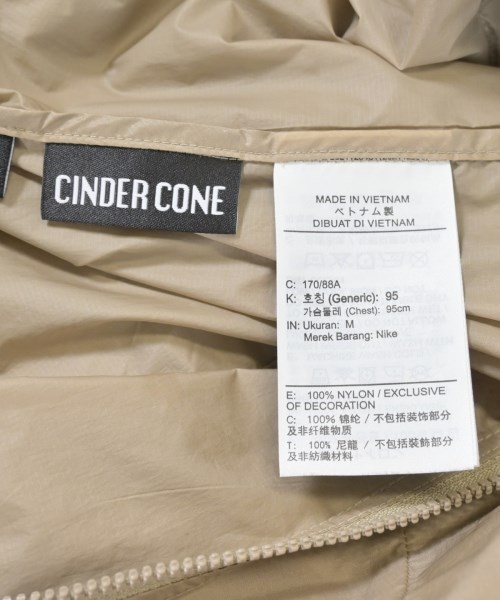 CINDER CONE
MADE IN VIETNAM
ベトナム製
DIBUAT DI VIETNAM
C: 170/88A
K: 호칭 (Generic): 95
가슴둘레 (Chest): 95cm
IN: Ukuran: M
Merek Barang: Nike
E: 100% NYLON / EXCLUSIVE
OF DECORATION
C: 100% 锦纶 / 不包括装饰部分
及非纤维物质
T: 100% 尼龍 / 不包括裝飾部分
及非紡織材料